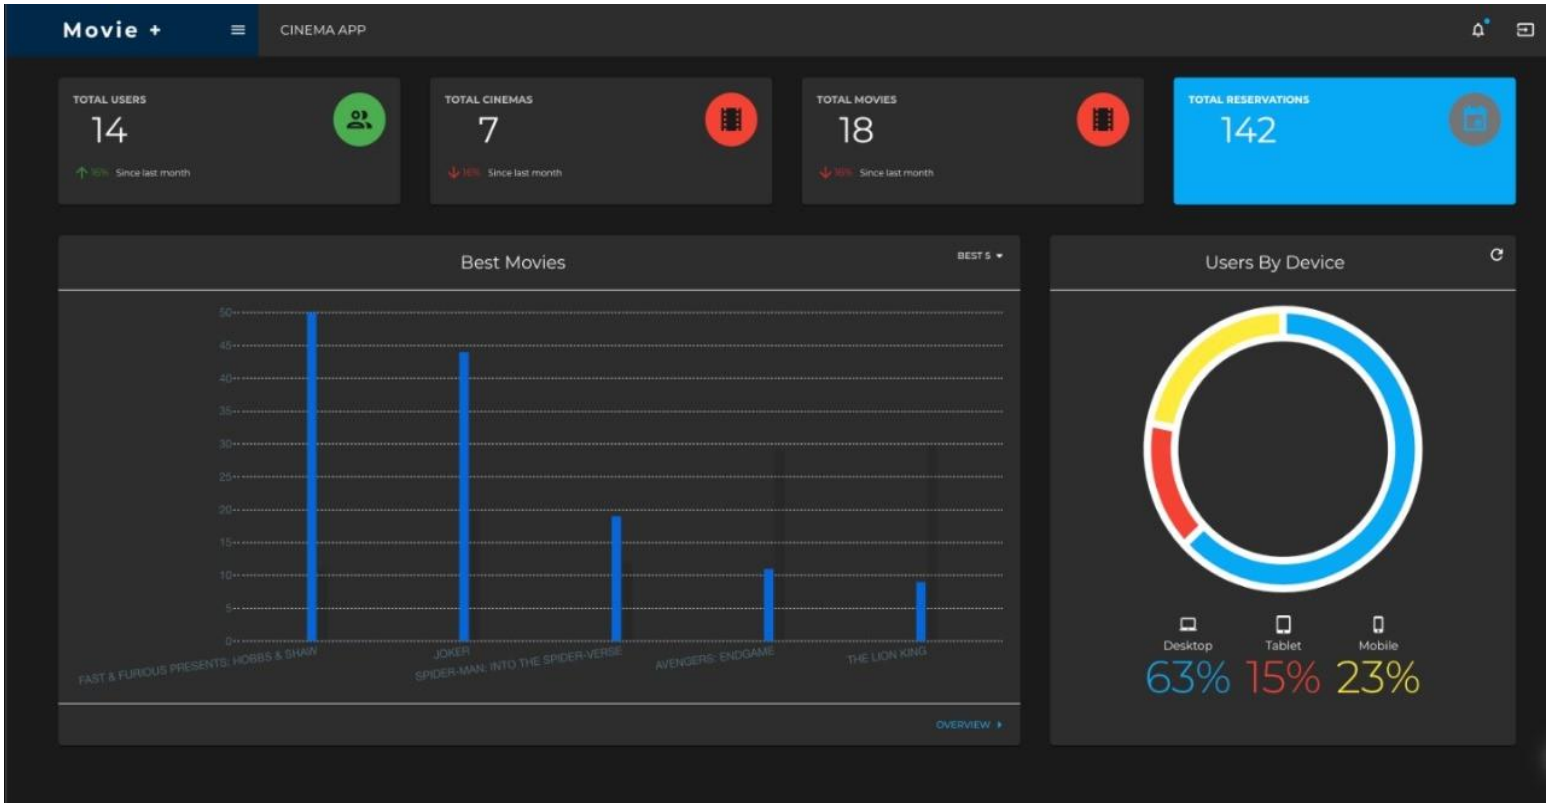 Movie +
CINEMA APP
TOTAL USERS
14
16% Since last month
TOTAL CINEMAS
7
16% Since last month
TOTAL MOVIES
18
16% Since last month
TOTAL RESERVATIONS
142
Best Movies
BEST 5
50
45
40
35
30
25
20
15
10
5
0
FAST & FURIOUS PRESENTS: HOBBS & SHAW
JOKER
SPIDER-MAN: INTO THE SPIDER-VERSE
AVENGERS: ENDGAME
THE LION KING
OVERVIEW
Users By Device
Desktop
63%
Tablet
15%
Mobile
23%